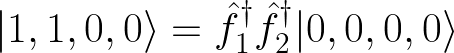 |1, 1, 0, 0⟩ = f̂₁†f̂₂†|0, 0, 0, 0⟩